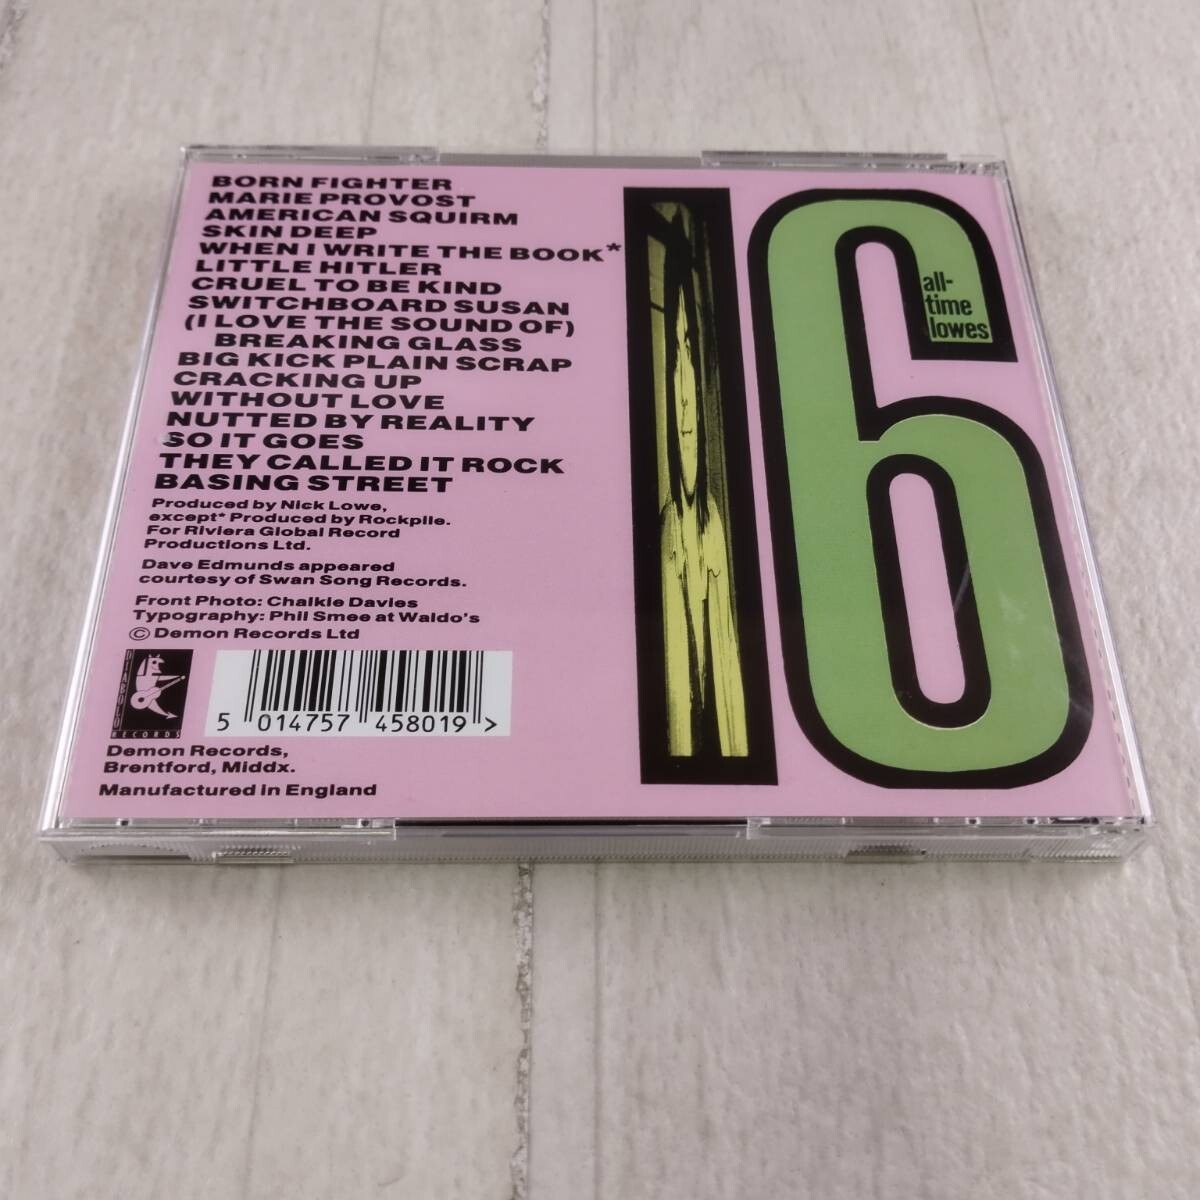 BORN FIGHTER
MARIE PROVOST
AMERICAN SQUIRM
SKIN DEEP
WHEN I WRITE THE BOOK*
LITTLE HITLER
CRUEL TO BE KIND
SWITCHBOARD SUSAN
(I LOVE THE SOUND OF)
BREAKING GLASS
BIG KICK PLAIN SCRAP
CRACKING UP
WITHOUT LOVE
NUTTED BY REALITY
SO IT GOES
THEY CALLED IT ROCK
BASING STREET
Produced by Nick Lowe,
except* Produced by Rockpile.
For Riviera Global Record
Productions Ltd.
Dave Edmunds appeared
courtesy of Swan Song Records.
Front Photo: Chalkie Davies
Typography: Phil Smee at Waldo's
© Demon Records Ltd
DIABOLO
RECORDS
5 014757 458019 >
Demon Records,
Brentford, Middx.
Manufactured in England
16
all-
time
lowes